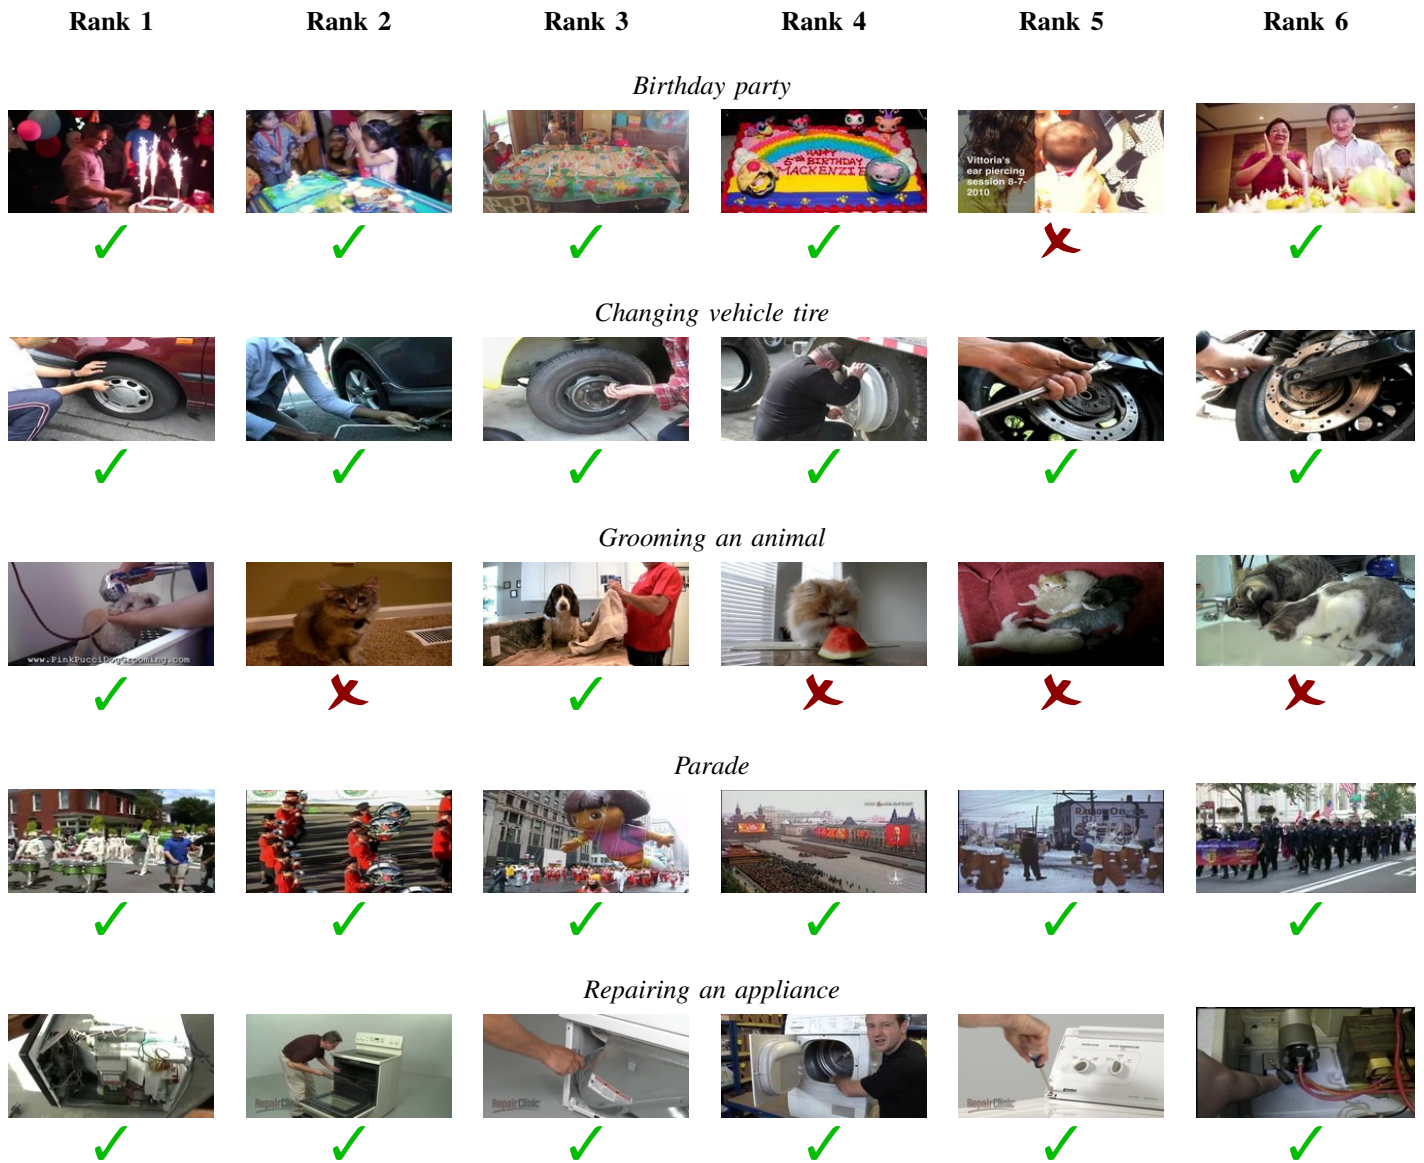 Rank 1 Rank 2 Rank 3 Rank 4 Rank 5 Rank 6
Birthday party
HAPPY
5th BIRTHDAY
MACKENZIE
Vittoria's
ear piercing
session 8-7-
2010
Changing vehicle tire
Grooming an animal
www.PinkPucciDogGrooming.com
Parade
Repairing an appliance
RepairClinic
RepairClinic
RepairClinic